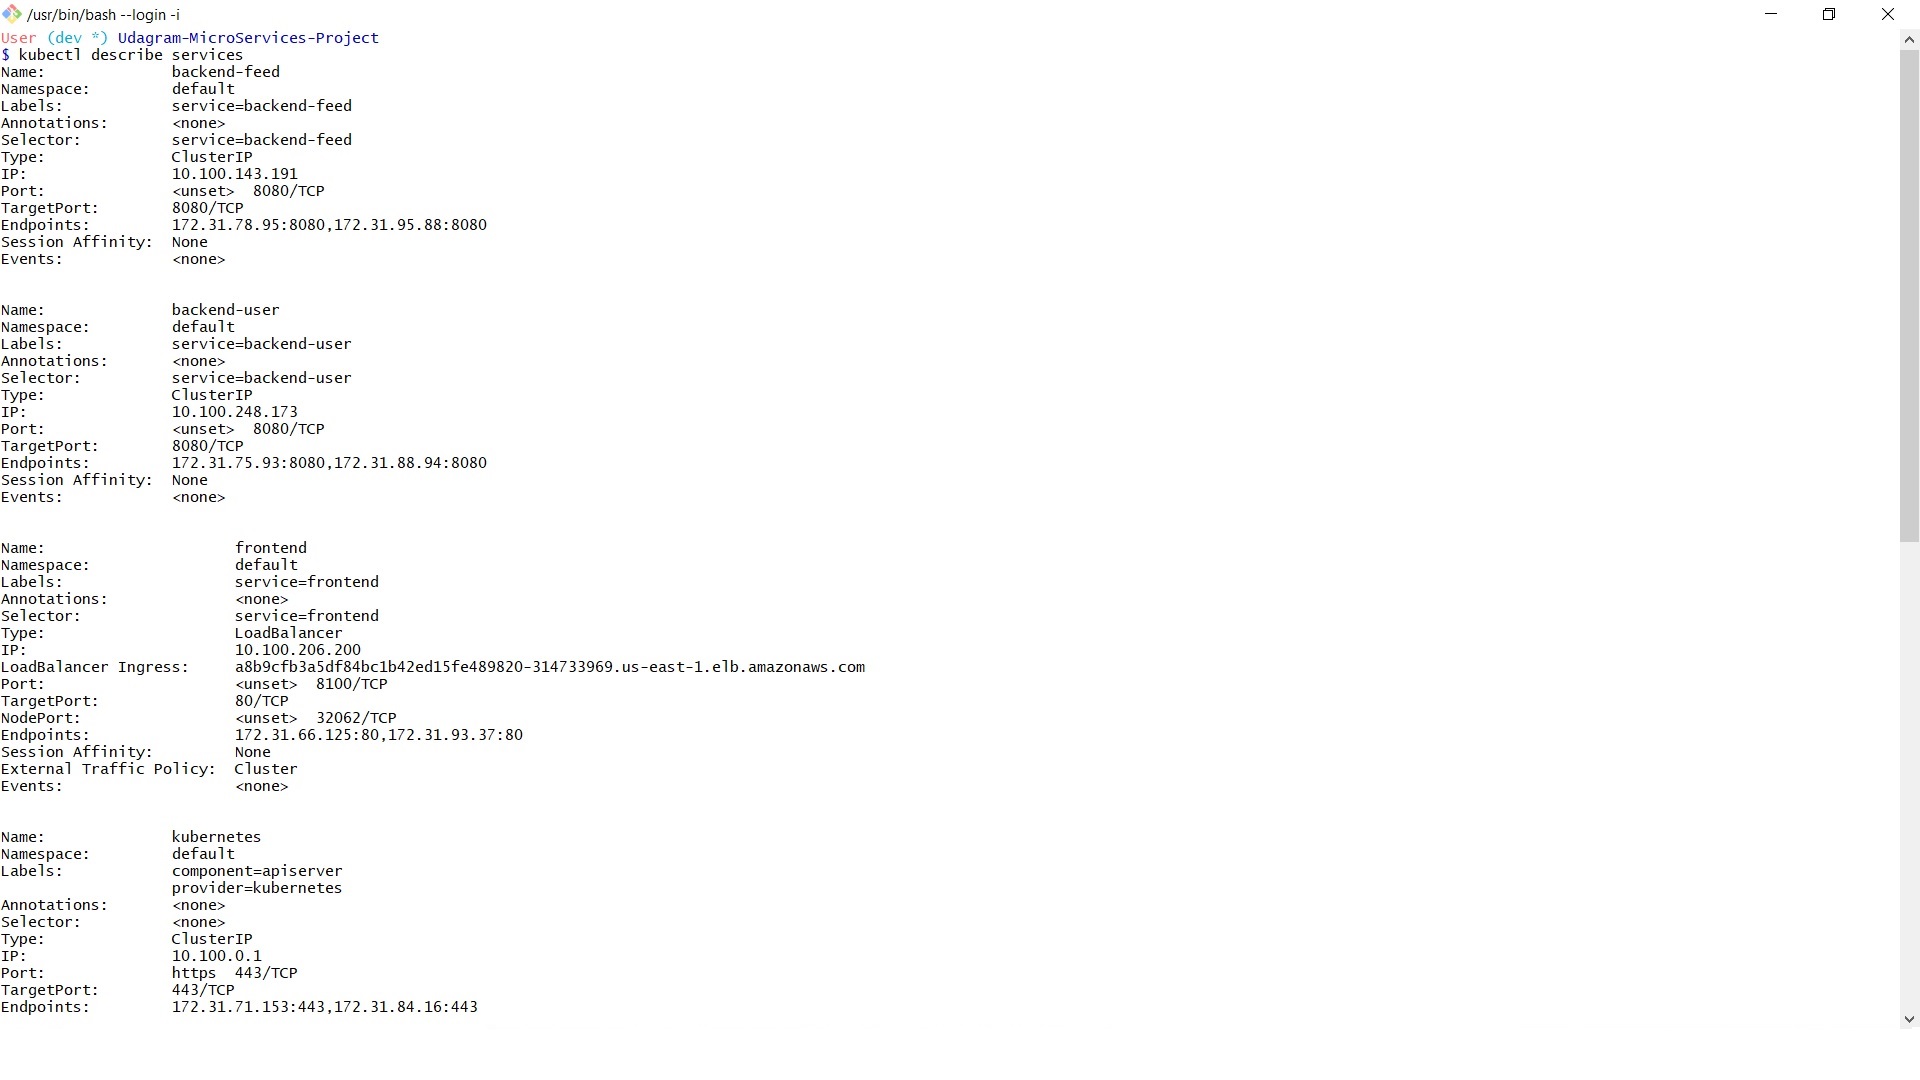 /usr/bin/bash --login -i
User (dev *) Udagram-MicroServices-Project
$ kubectl describe services
Name:              backend-feed
Namespace:         default
Labels:            service=backend-feed
Annotations:       <none>
Selector:          service=backend-feed
Type:              ClusterIP
IP:                10.100.143.191
Port:              <unset>  8080/TCP
TargetPort:        8080/TCP
Endpoints:         172.31.78.95:8080,172.31.95.88:8080
Session Affinity:  None
Events:            <none>
Name:              backend-user
Namespace:         default
Labels:            service=backend-user
Annotations:       <none>
Selector:          service=backend-user
Type:              ClusterIP
IP:                10.100.248.173
Port:              <unset>  8080/TCP
TargetPort:        8080/TCP
Endpoints:         172.31.75.93:8080,172.31.88.94:8080
Session Affinity:  None
Events:            <none>
Name:                     frontend
Namespace:                default
Labels:                   service=frontend
Annotations:              <none>
Selector:                 service=frontend
Type:                     LoadBalancer
IP:                       10.100.206.200
LoadBalancer Ingress:     a8b9cfb3a5df84bc1b42ed15fe489820-314733969.us-east-1.elb.amazonaws.com
Port:                     <unset>  8100/TCP
TargetPort:               80/TCP
NodePort:                 <unset>  32062/TCP
Endpoints:                172.31.66.125:80,172.31.93.37:80
Session Affinity:         None
External Traffic Policy:  Cluster
Events:                   <none>
Name:              kubernetes
Namespace:         default
Labels:            component=apiserver
                   provider=kubernetes
Annotations:       <none>
Selector:          <none>
Type:              ClusterIP
IP:                10.100.0.1
Port:              https  443/TCP
TargetPort:        443/TCP
Endpoints:         172.31.71.153:443,172.31.84.16:443